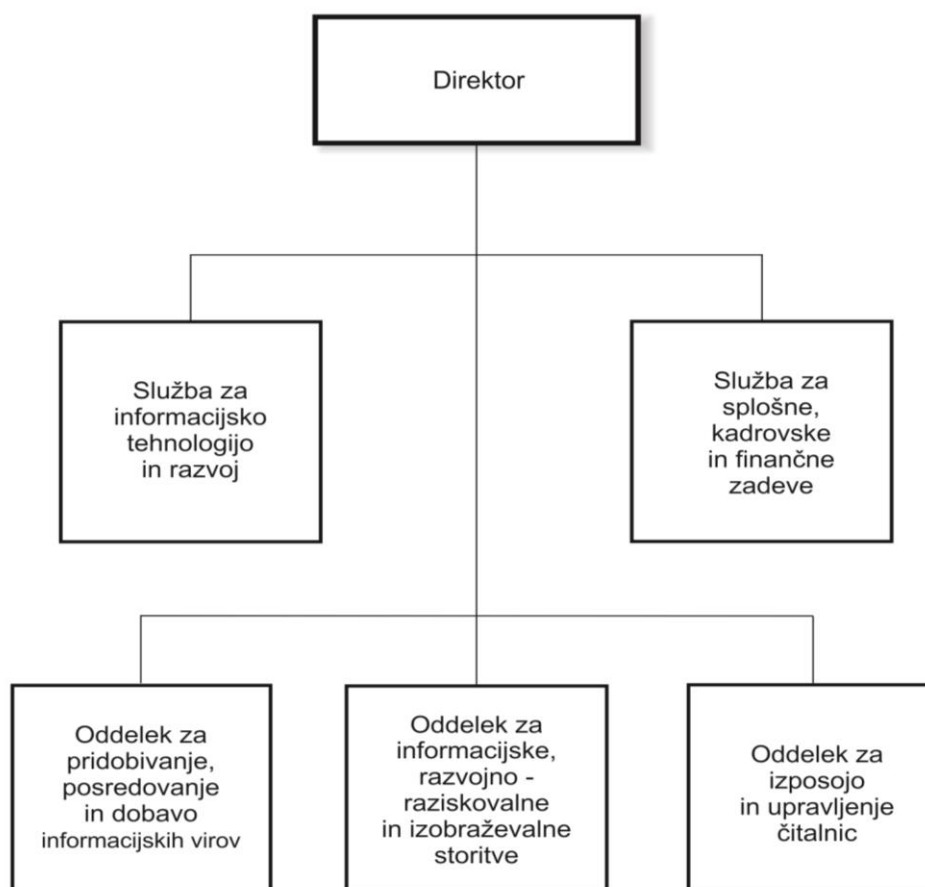 Direktor
Služba za
informacijsko
tehnologijo
in razvoj
Služba za
splošne,
kadrovske
in finančne
zadeve
Oddelek za
pridobivanje,
posredovanje
in dobavo
informacijskih virov
Oddelek za
informacijske,
razvojno -
raziskovalne
in izobraževalne
storitve
Oddelek za
izposojo
in upravljenje
čitalnic